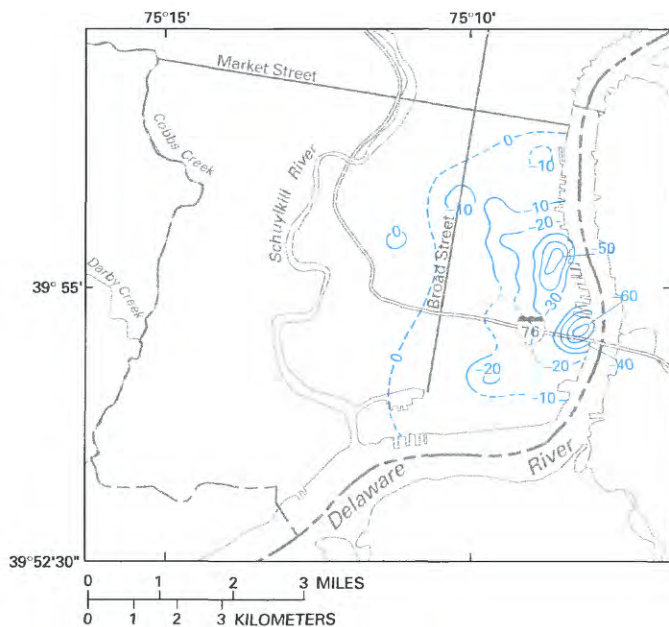 75°15'
75°10'
Market Street
Cobbs Creek
Schuylkill River
Broad Street
Darby Creek
39° 55'
39°52'30"
0
-10
-10
0
-10
-20
-50
-30
-60
76
0
-20
-20
-40
-10
Delaware River
0 1 2 3 MILES
0 1 2 3 KILOMETERS